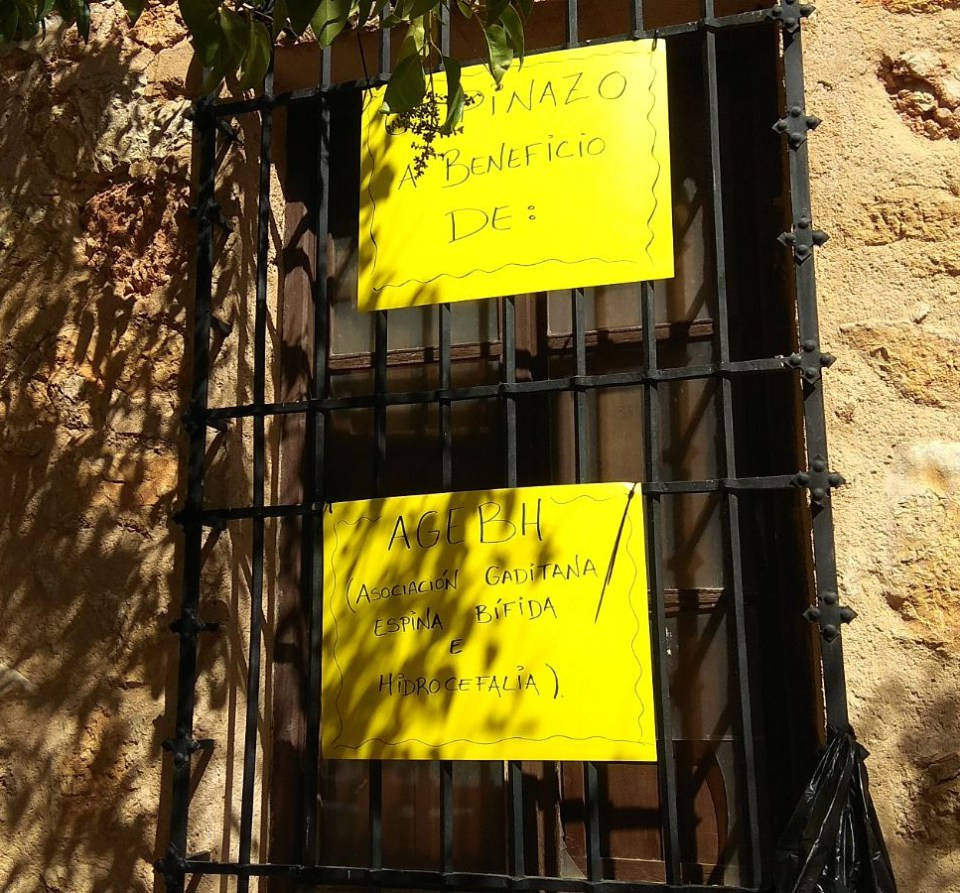 A BENEFICIO
DE:
AGEBH
(ASOCIACIÓN GADITANA
ESPINA BÍFIDA
E
HIDROCEFALIA).